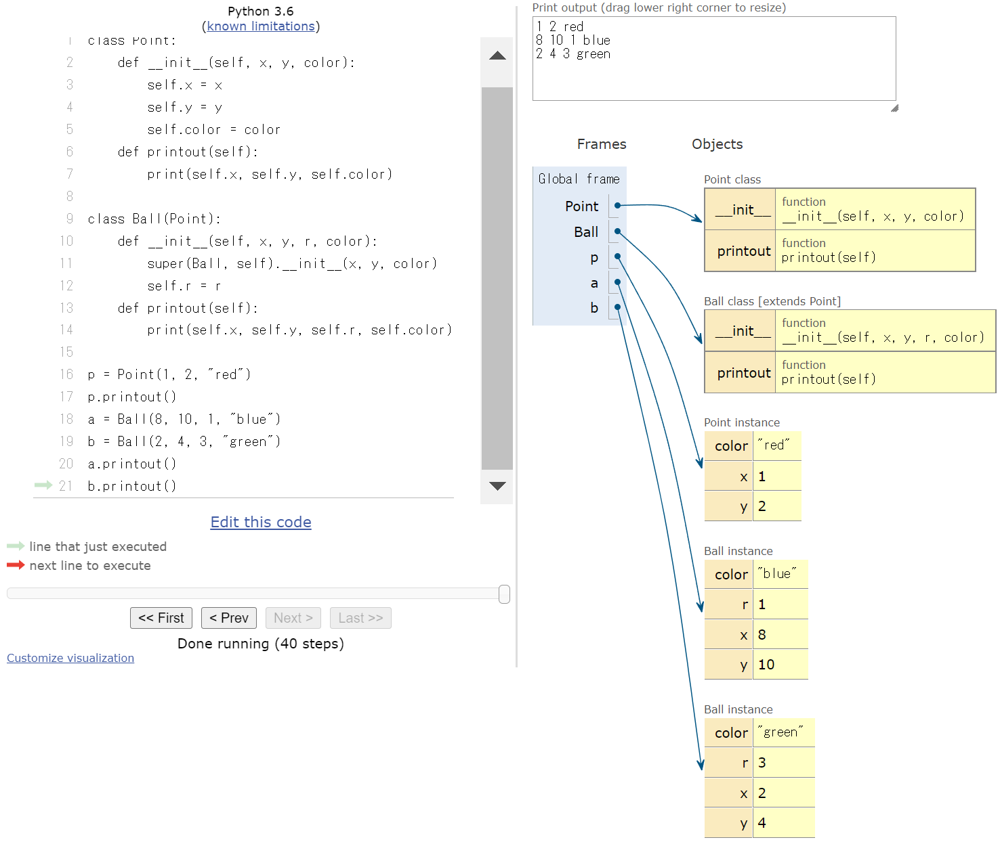 Python 3.6
(known limitations)
1 class Point:
2     def __init__(self, x, y, color):
3         self.x = x
4         self.y = y
5         self.color = color
6     def printout(self):
7         print(self.x, self.y, self.color)
8
9 class Ball(Point):
10     def __init__(self, x, y, r, color):
11         super(Ball, self).__init__(x, y, color)
12         self.r = r
13     def printout(self):
14         print(self.x, self.y, self.r, self.color)
15
16 p = Point(1, 2, "red")
17 p.printout()
18 a = Ball(8, 10, 1, "blue")
19 b = Ball(2, 4, 3, "green")
20 a.printout()
21 b.printout()
Edit this code
line that just executed
next line to execute
<< First < Prev Next > Last >>
Done running (40 steps)
Customize visualization
Print output (drag lower right corner to resize)
1 2 red
8 10 1 blue
2 4 3 green
Frames Objects
Global frame
Point
Ball
p
a
b
Point class
__init__ function
__init__(self, x, y, color)
printout function
printout(self)
Ball class [extends Point]
__init__ function
__init__(self, x, y, r, color)
printout function
printout(self)
Point instance
color "red"
x 1
y 2
Ball instance
color "blue"
r 1
x 8
y 10
Ball instance
color "green"
r 3
x 2
y 4